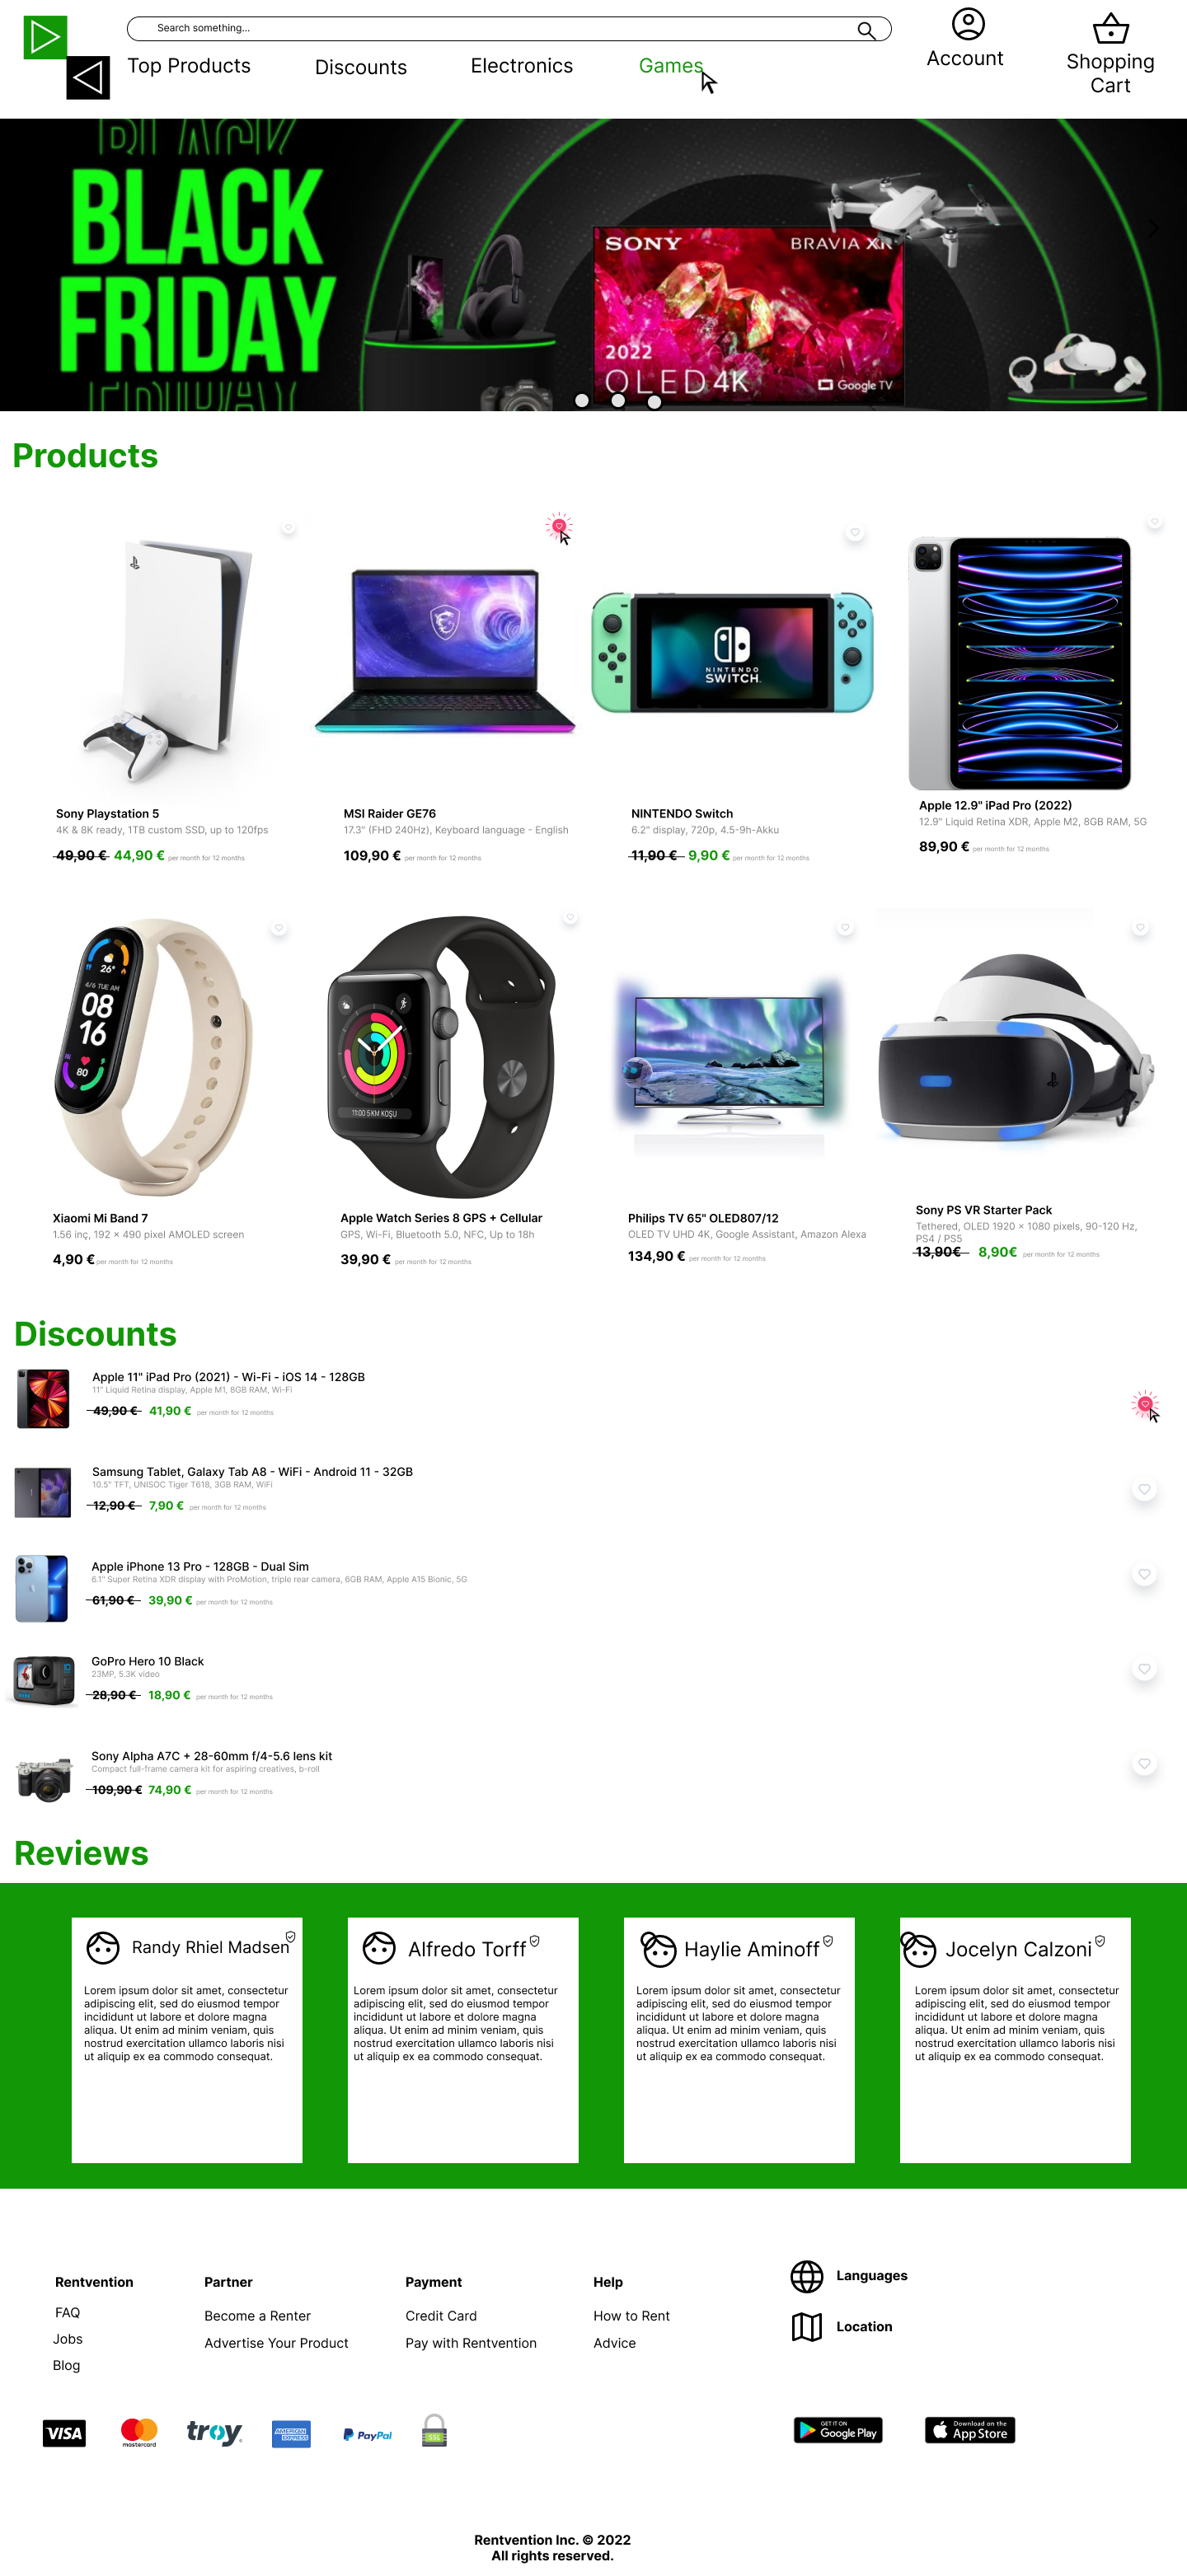 Search something...
Top Products
Discounts
Electronics
Games
Account
Shopping
Cart
BLACK
BLACK
FRIDAY
FRIDAY
SONY
BRAVIA XR
2022
OLED 4K
Google TV
Products
Sony Playstation 5
4K & 8K ready, 1TB custom SSD, up to 120fps
49,90 € 44,90 € per month for 12 months
MSI Raider GE76
17.3" (FHD 240Hz), Keyboard language - English
109,90 € per month for 12 months
NINTENDO
SWITCH
NINTENDO Switch
6.2" display, 720p, 4.5-9h-Akku
11,90 € 9,90 € per month for 12 months
Apple 12.9" iPad Pro (2022)
12.9" Liquid Retina XDR, Apple M2, 8GB RAM, 5G
89,90 € per month for 12 months
26°
4/6 TUE AM
08
16
80
Xiaomi Mi Band 7
1.56 inç, 192 x 490 pixel AMOLED screen
4,90 € per month for 12 months
11:00 5 KM KOŞU
Apple Watch Series 8 GPS + Cellular
GPS, Wi-Fi, Bluetooth 5.0, NFC, Up to 18h
39,90 € per month for 12 months
Philips TV 65" OLED807/12
OLED TV UHD 4K, Google Assistant, Amazon Alexa
134,90 € per month for 12 months
Sony PS VR Starter Pack
Tethered, OLED 1920 x 1080 pixels, 90-120 Hz,
PS4 / PS5
13,90€ 8,90€ per month for 12 months
Discounts
Apple 11" iPad Pro (2021) - Wi-Fi - iOS 14 - 128GB
11" Liquid Retina display, Apple M1, 8GB RAM, Wi-Fi
49,90 € 41,90 € per month for 12 months
Samsung Tablet, Galaxy Tab A8 - WiFi - Android 11 - 32GB
10.5" TFT, UNISOC Tiger T618, 3GB RAM, WiFi
12,90 € 7,90 € per month for 12 months
Apple iPhone 13 Pro - 128GB - Dual Sim
6.1" Super Retina XDR display with ProMotion, triple rear camera, 6GB RAM, Apple A15 Bionic, 5G
61,90 € 39,90 € per month for 12 months
GoPro Hero 10 Black
23MP, 5.3K video
28,90 € 18,90 € per month for 12 months
Sony Alpha A7C + 28-60mm f/4-5.6 lens kit
Compact full-frame camera kit for aspiring creatives, b-roll
109,90 € 74,90 € per month for 12 months
Reviews
Randy Rhiel Madsen
Lorem ipsum dolor sit amet, consectetur
adipiscing elit, sed do eiusmod tempor
incididunt ut labore et dolore magna
aliqua. Ut enim ad minim veniam, quis
nostrud exercitation ullamco laboris nisi
ut aliquip ex ea commodo consequat.
Alfredo Torff
Lorem ipsum dolor sit amet, consectetur
adipiscing elit, sed do eiusmod tempor
incididunt ut labore et dolore magna
aliqua. Ut enim ad minim veniam, quis
nostrud exercitation ullamco laboris nisi
ut aliquip ex ea commodo consequat.
Haylie Aminoff
Lorem ipsum dolor sit amet, consectetur
adipiscing elit, sed do eiusmod tempor
incididunt ut labore et dolore magna
aliqua. Ut enim ad minim veniam, quis
nostrud exercitation ullamco laboris nisi
ut aliquip ex ea commodo consequat.
Jocelyn Calzoni
Lorem ipsum dolor sit amet, consectetur
adipiscing elit, sed do eiusmod tempor
incididunt ut labore et dolore magna
aliqua. Ut enim ad minim veniam, quis
nostrud exercitation ullamco laboris nisi
ut aliquip ex ea commodo consequat.
Rentvention
FAQ
Jobs
Blog
Partner
Become a Renter
Advertise Your Product
Payment
Credit Card
Pay with Rentvention
Help
How to Rent
Advice
Languages
Location
VISA
mastercard
troy
AMERICAN
EXPRESS
PayPal
SSL
GET IT ON
Google Play
Download on the
App Store
Rentvention Inc. © 2022
All rights reserved.